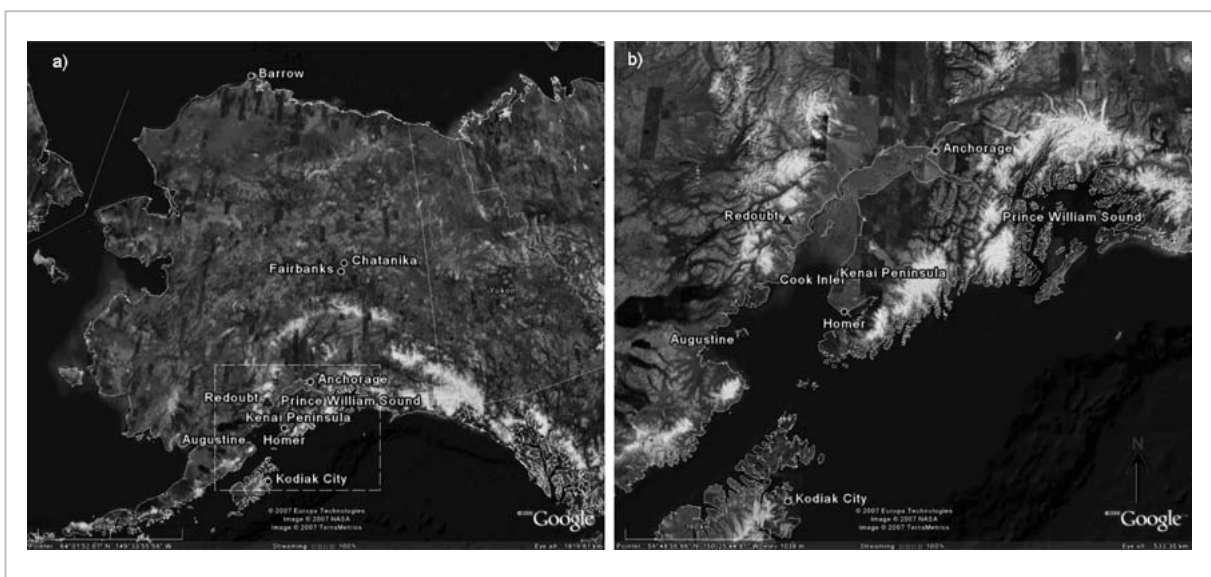 a)
Barrow
Chatanika
Fairbanks
Yukon
Anchorage
Redoubt
Prince William Sound
Kenai Peninsula
Augustine
Homer
Kodiak City
© 2007 Europa Technologies
Image © 2007 NASA
Image © 2007 TerraMetrics
Google
Streaming 100%
b)
Anchorage
Redoubt
Prince William Sound
Cook Inlet
Kenai Peninsula
Homer
Augustine
N
Kodiak City
© 2007 Europa Technologies
Image © 2007 NASA
Image © 2007 TerraMetrics
Google
Streaming 100%